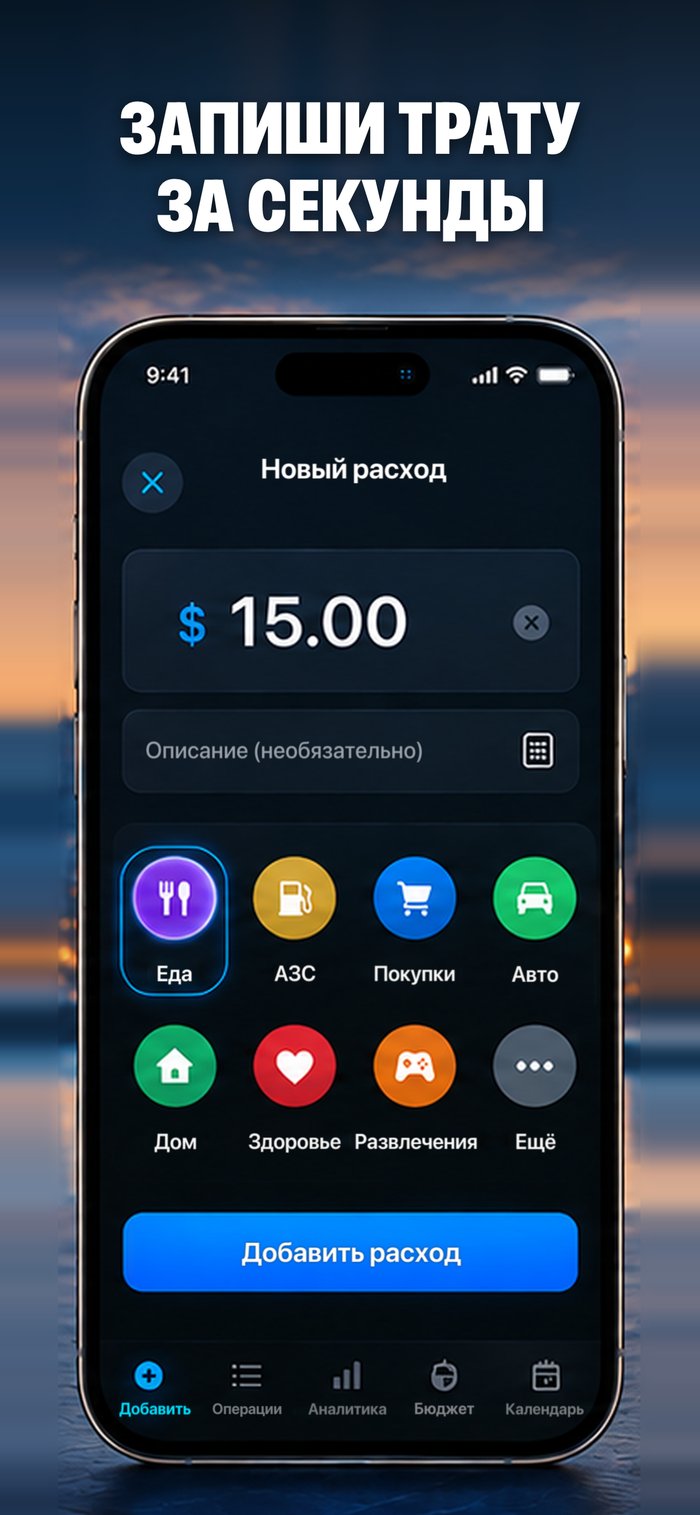 ЗАПИШИ ТРАТУ
ЗА СЕКУНДЫ
9:41
Новый расход
$ 15.00
Описание (необязательно)
Еда АЗС Покупки Авто
Дом Здоровье Развлечения Ещё
Добавить расход
Добавить Операции Аналитика Бюджет Календарь